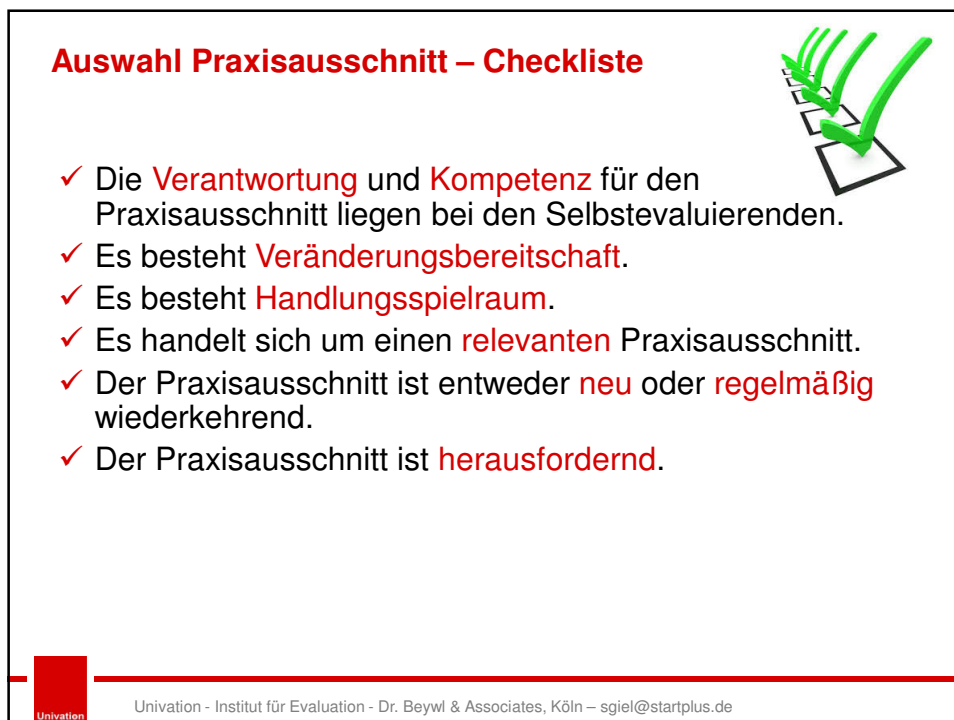 Auswahl Praxisausschnitt – Checkliste
Die Verantwortung und Kompetenz für den
Praxisausschnitt liegen bei den Selbstevaluierenden.
Es besteht Veränderungsbereitschaft.
Es besteht Handlungsspielraum.
Es handelt sich um einen relevanten Praxisausschnitt.
Der Praxisausschnitt ist entweder neu oder regelmäßig
wiederkehrend.
Der Praxisausschnitt ist herausfordernd.
Univation
Univation - Institut für Evaluation - Dr. Beywl & Associates, Köln – sgiel@startplus.de